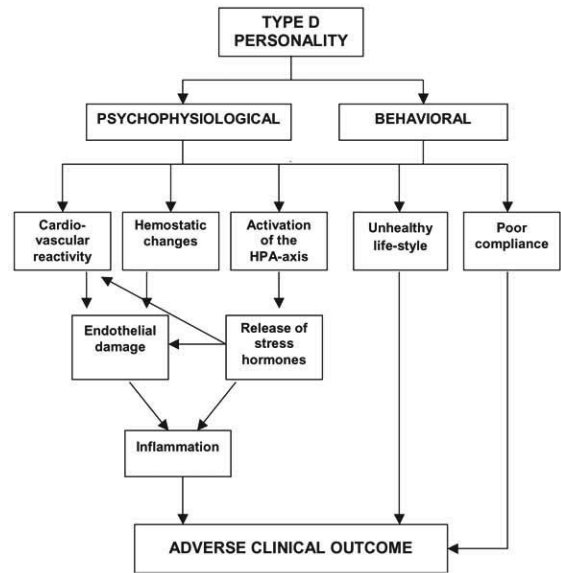 TYPE D
PERSONALITY
PSYCHOPHYSIOLOGICAL
BEHAVIORAL
Cardio-
vascular
reactivity
Hemostatic
changes
Activation
of the
HPA-axis
Unhealthy
life-style
Poor
compliance
Endothelial
damage
Release of
stress
hormones
Inflammation
ADVERSE CLINICAL OUTCOME